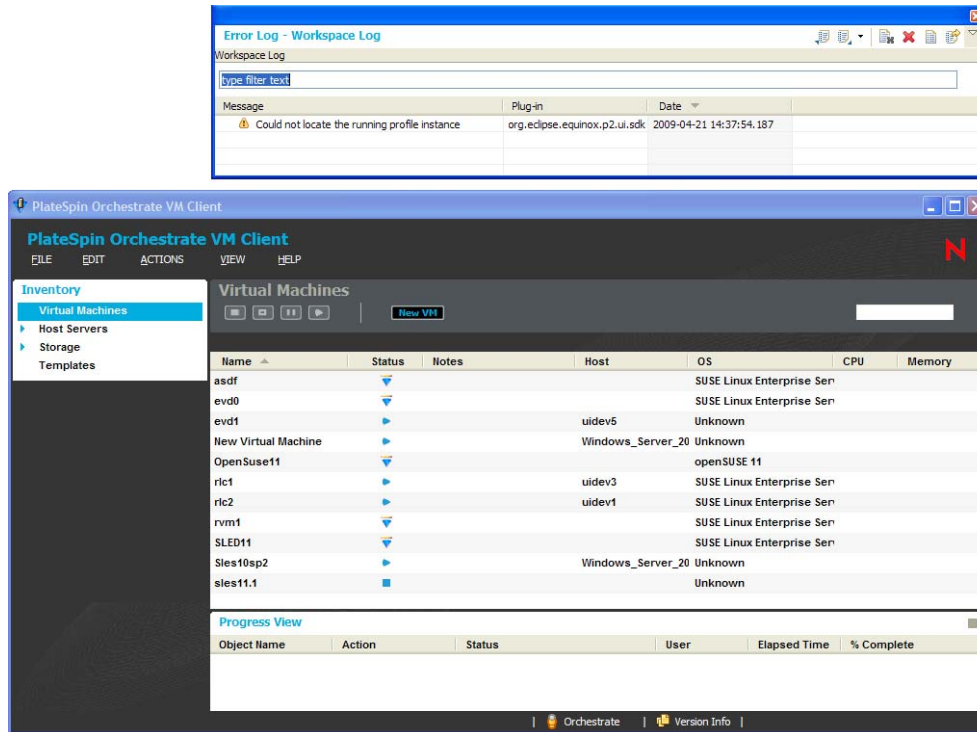 Error Log - Workspace Log
Workspace Log
type filter text
Message Plug-in Date
Could not locate the running profile instance org.eclipse.equinox.p2.ui.sdk 2009-04-21 14:37:54.187
PlateSpin Orchestrate VM Client
PlateSpin Orchestrate VM Client
FILE EDIT ACTIONS VIEW HELP
N
Inventory
Virtual Machines
Host Servers
Storage
Templates
Virtual Machines
New VM
Name Status Notes Host OS CPU Memory
asdf SUSE Linux Enterprise Ser
evd0 SUSE Linux Enterprise Ser
evd1 uidev5 Unknown
New Virtual Machine Windows_Server_20 Unknown
OpenSuse11 openSUSE 11
rlc1 uidev3 SUSE Linux Enterprise Ser
rlc2 uidev1 SUSE Linux Enterprise Ser
rvm1 SUSE Linux Enterprise Ser
SLED11 SUSE Linux Enterprise Ser
Sles10sp2 Windows_Server_20 Unknown
sles11.1 Unknown
Progress View
Object Name Action Status User Elapsed Time % Complete
| Orchestrate | Version Info |